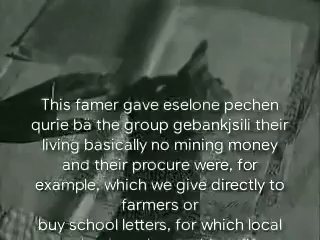 This famer gave eselone pechen
qurie ba the group gebankjsili their
living basically no mining money
and their procure were, for
example, which we give directly to
farmers or
buy school letters, for which local